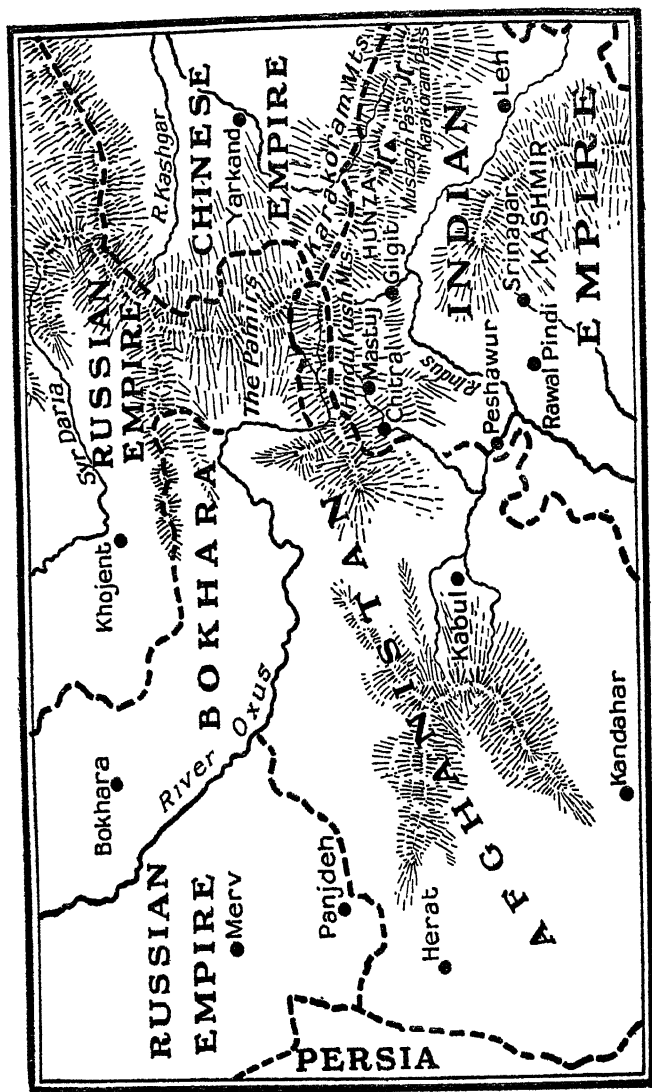 RUSSIAN
EMPIRE
Syr Daria
Khojent
Bokhara
River Oxus
BOKHARA
RUSSIAN
EMPIRE
Merv
Panjdeh
Herat
PERSIA
AFGHANISTAN
Kabul
Kandahar
R. Kashgar
CHINESE
EMPIRE
Yarkand
The Pamirs
Karakoram Mts.
Hindu Kush Mts.
HUNZA
Mustagh Pass
Karakoram Pass
Mastuj
Chitral
Gilgit
R. Indus
Leh
INDIAN
EMPIRE
Srinagar
KASHMIR
Peshawur
Rawal Pindi